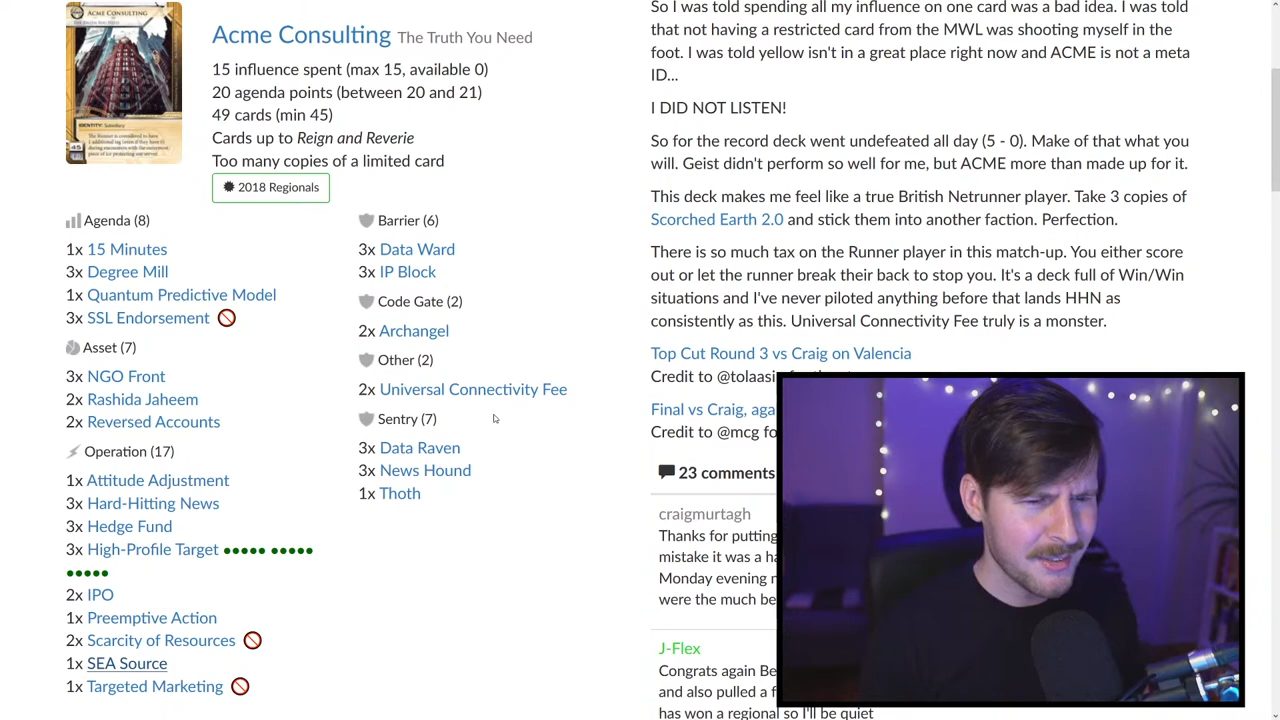 ACME CONSULTING
Acme Consulting The Truth You Need
15 influence spent (max 15, available 0)
20 agenda points (between 20 and 21)
49 cards (min 45)
Cards up to Reign and Reverie
Too many copies of a limited card
2018 Regionals
Agenda (8)
1x 15 Minutes
3x Degree Mill
1x Quantum Predictive Model
3x SSL Endorsement
Asset (7)
3x NGO Front
2x Rashida Jaheem
2x Reversed Accounts
Operation (17)
1x Attitude Adjustment
3x Hard-Hitting News
3x Hedge Fund
3x High-Profile Target
2x IPO
1x Preemptive Action
2x Scarcity of Resources
1x SEA Source
1x Targeted Marketing
Barrier (6)
3x Data Ward
3x IP Block
Code Gate (2)
2x Archangel
Other (2)
2x Universal Connectivity Fee
Sentry (7)
3x Data Raven
3x News Hound
1x Thoth
So I was told spending all my influence on one card was a bad idea. I was told
that not having a restricted card from the MWL was shooting myself in the
foot. I was told yellow isn't in a great place right now and ACME is not a meta
ID...
I DID NOT LISTEN!
So for the record deck went undefeated all day (5 - 0). Make of that what you
will. Geist didn't perform so well for me, but ACME more than made up for it.
This deck makes me feel like a true British Netrunner player. Take 3 copies of
Scorched Earth 2.0 and stick them into another faction. Perfection.
There is so much tax on the Runner player in this match-up. You either score
out or let the runner break their back to stop you. It's a deck full of Win/Win
situations and I've never piloted anything before that lands HHN as
consistently as this. Universal Connectivity Fee truly is a monster.
Top Cut Round 3 vs Craig on Valencia
Credit to @tolaasi
Final vs Craig, aga
Credit to @mcg fo
23 comments
craigmurtagh
Thanks for putting
mistake it was a ha
Monday evening
were the much be
J-Flex
Congrats again Be
and also pulled a f
has won a regional so I'll be quiet